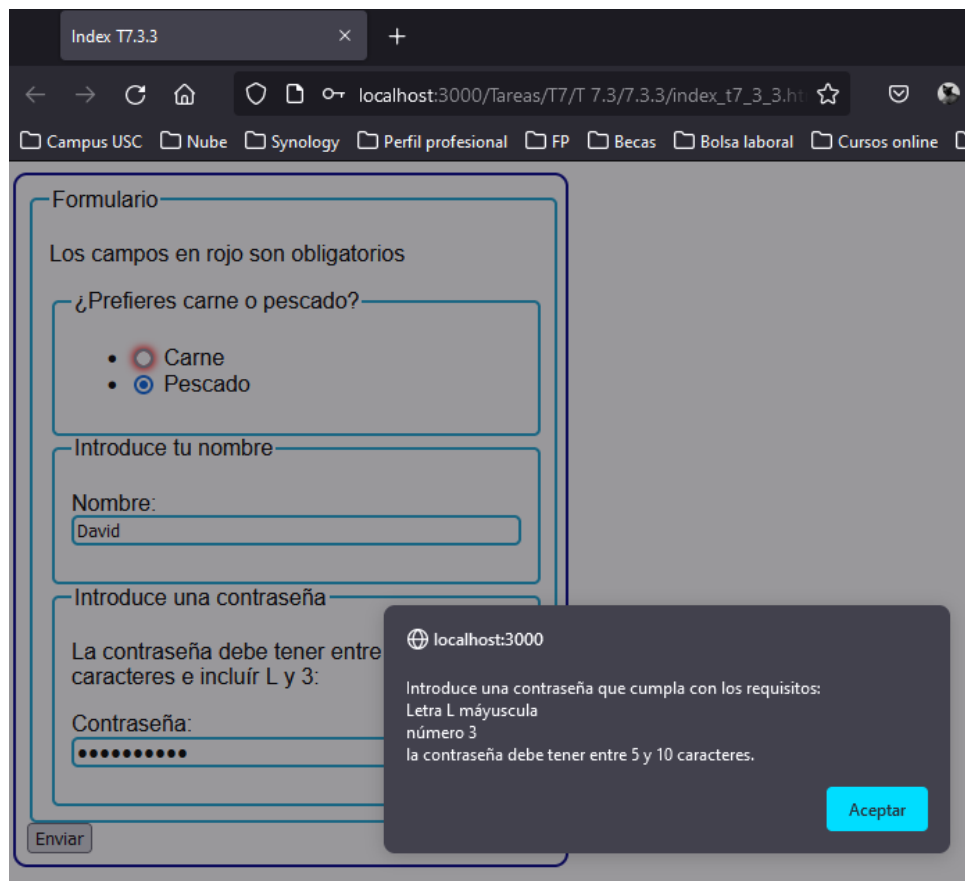 Index T7.3.3
localhost:3000/Tareas/T7/T 7.3/7.3.3/index_t7_3_3.ht
Campus USC Nube Synology Perfil profesional FP Becas Bolsa laboral Cursos online
Formulario
Los campos en rojo son obligatorios
¿Prefieres carne o pescado?
Carne
Pescado
Introduce tu nombre
Nombre:
David
Introduce una contraseña
La contraseña debe tener entre
caracteres e incluír L y 3:
Contraseña:
••••••••••
Enviar
localhost:3000
Introduce una contraseña que cumpla con los requisitos:
Letra L máyuscula
número 3
la contraseña debe tener entre 5 y 10 caracteres.
Aceptar